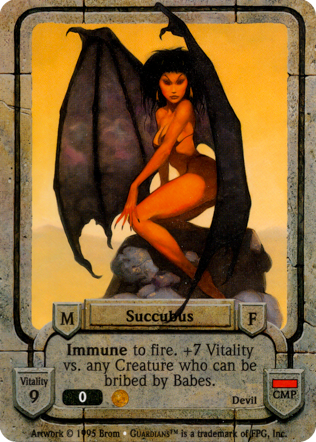 M Succubus F
Immune to fire. +7 Vitality
vs. any Creature who can be
bribed by Babes.
Vitality
9
0
Devil
CMP
Artwork © 1995 Brom • GUARDIANS™ is a trademark of FPG, Inc.